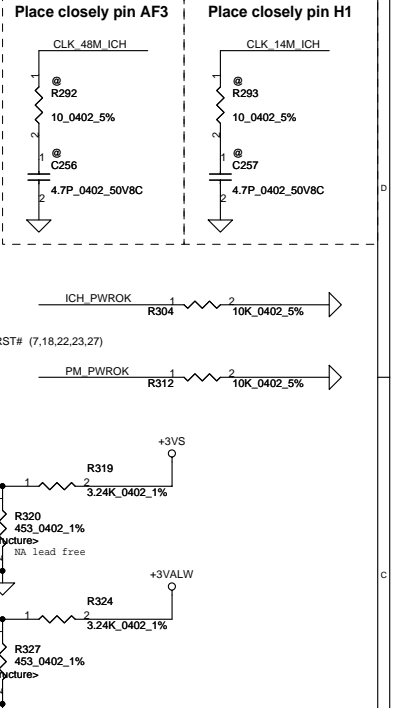 Place closely pin AF3
Place closely pin H1
CLK_48M_ICH
CLK_14M_ICH
1
@
R292
10_0402_5%
2
1
@
C256
4.7P_0402_50V8C
2
1
@
R293
10_0402_5%
2
1
@
C257
4.7P_0402_50V8C
2
D
ICH_PWROK
R304
1
2
10K_0402_5%
RST# (7,18,22,23,27)
PM_PWROK
R312
1
2
10K_0402_5%
+3VS
R319
1
2
3.24K_0402_1%
R320
453_0402_1%
ucture>
NA lead free
+3VALW
C
R324
1
2
3.24K_0402_1%
R327
453_0402_1%
ucture>